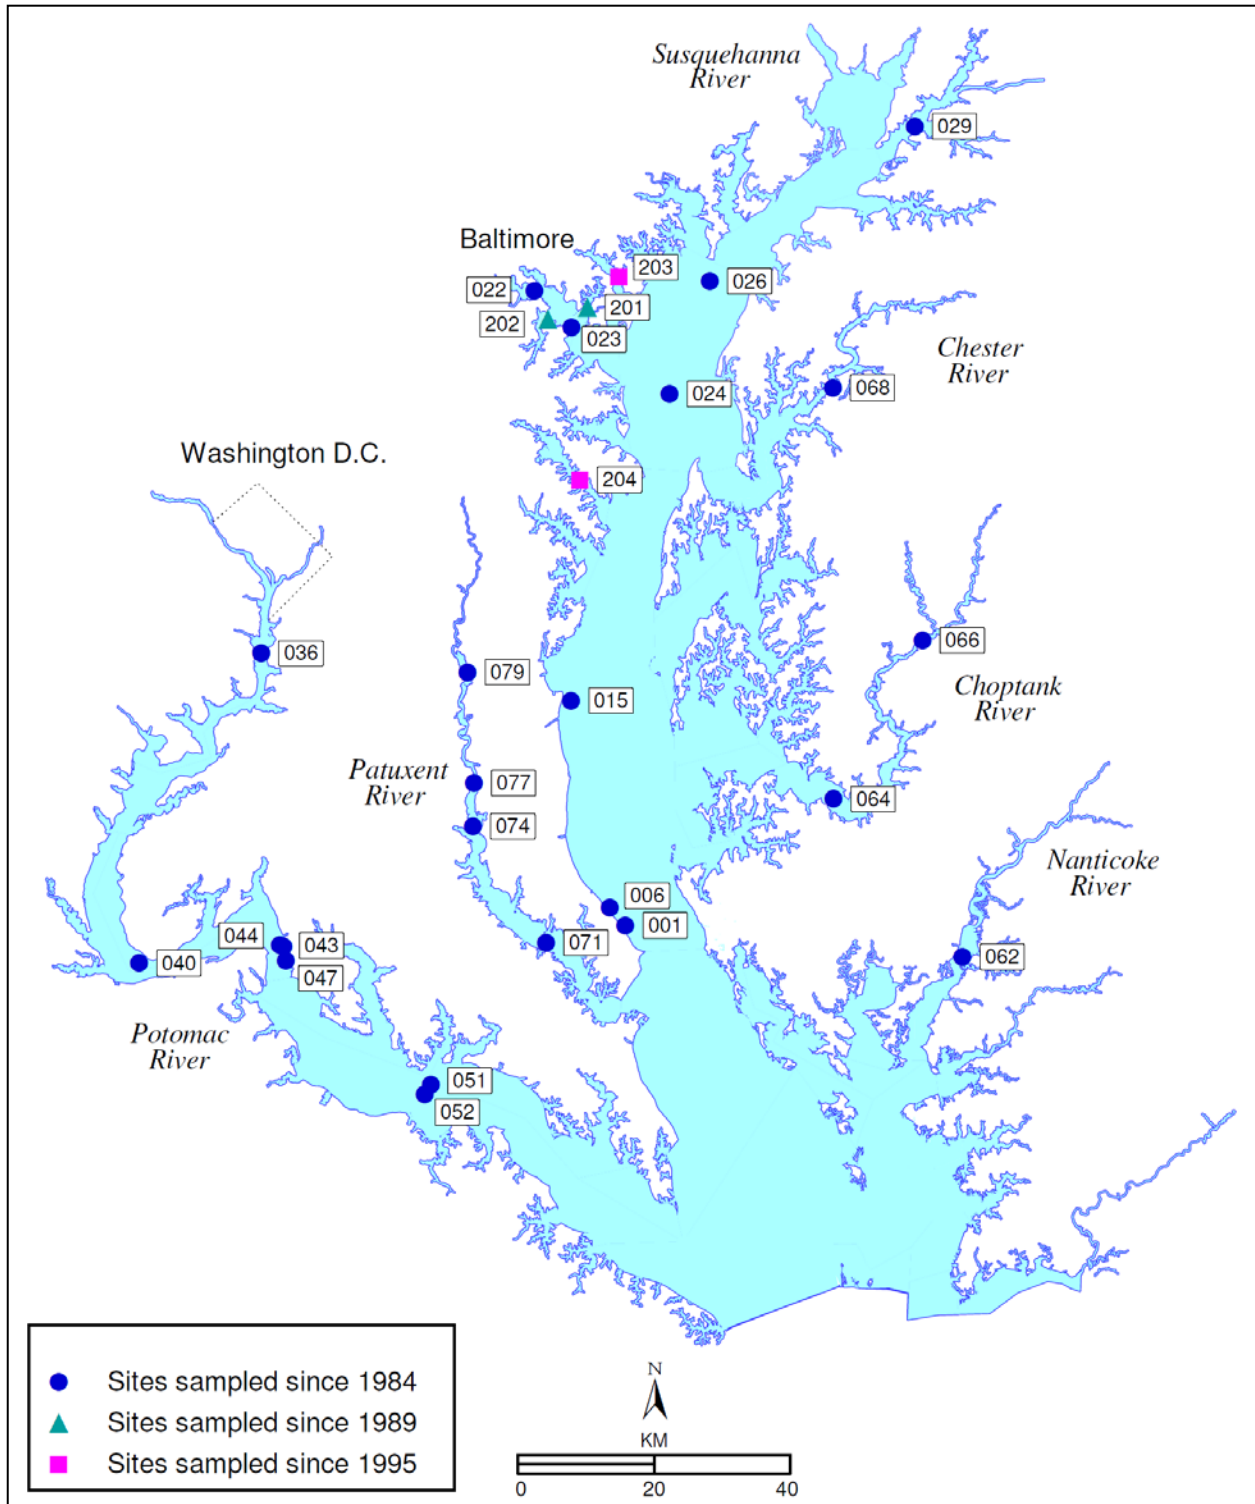 Susquehanna
River
029
Baltimore
203
026
022
201
202
023
Chester
River
068
024
Washington D.C.
204
066
036
079
Choptank
River
015
Patuxent
River
077
064
074
Nanticoke
River
006
001
044
043
071
040
062
047
Potomac
River
051
052
Sites sampled since 1984
Sites sampled since 1989
Sites sampled since 1995
N
KM
0 20 40